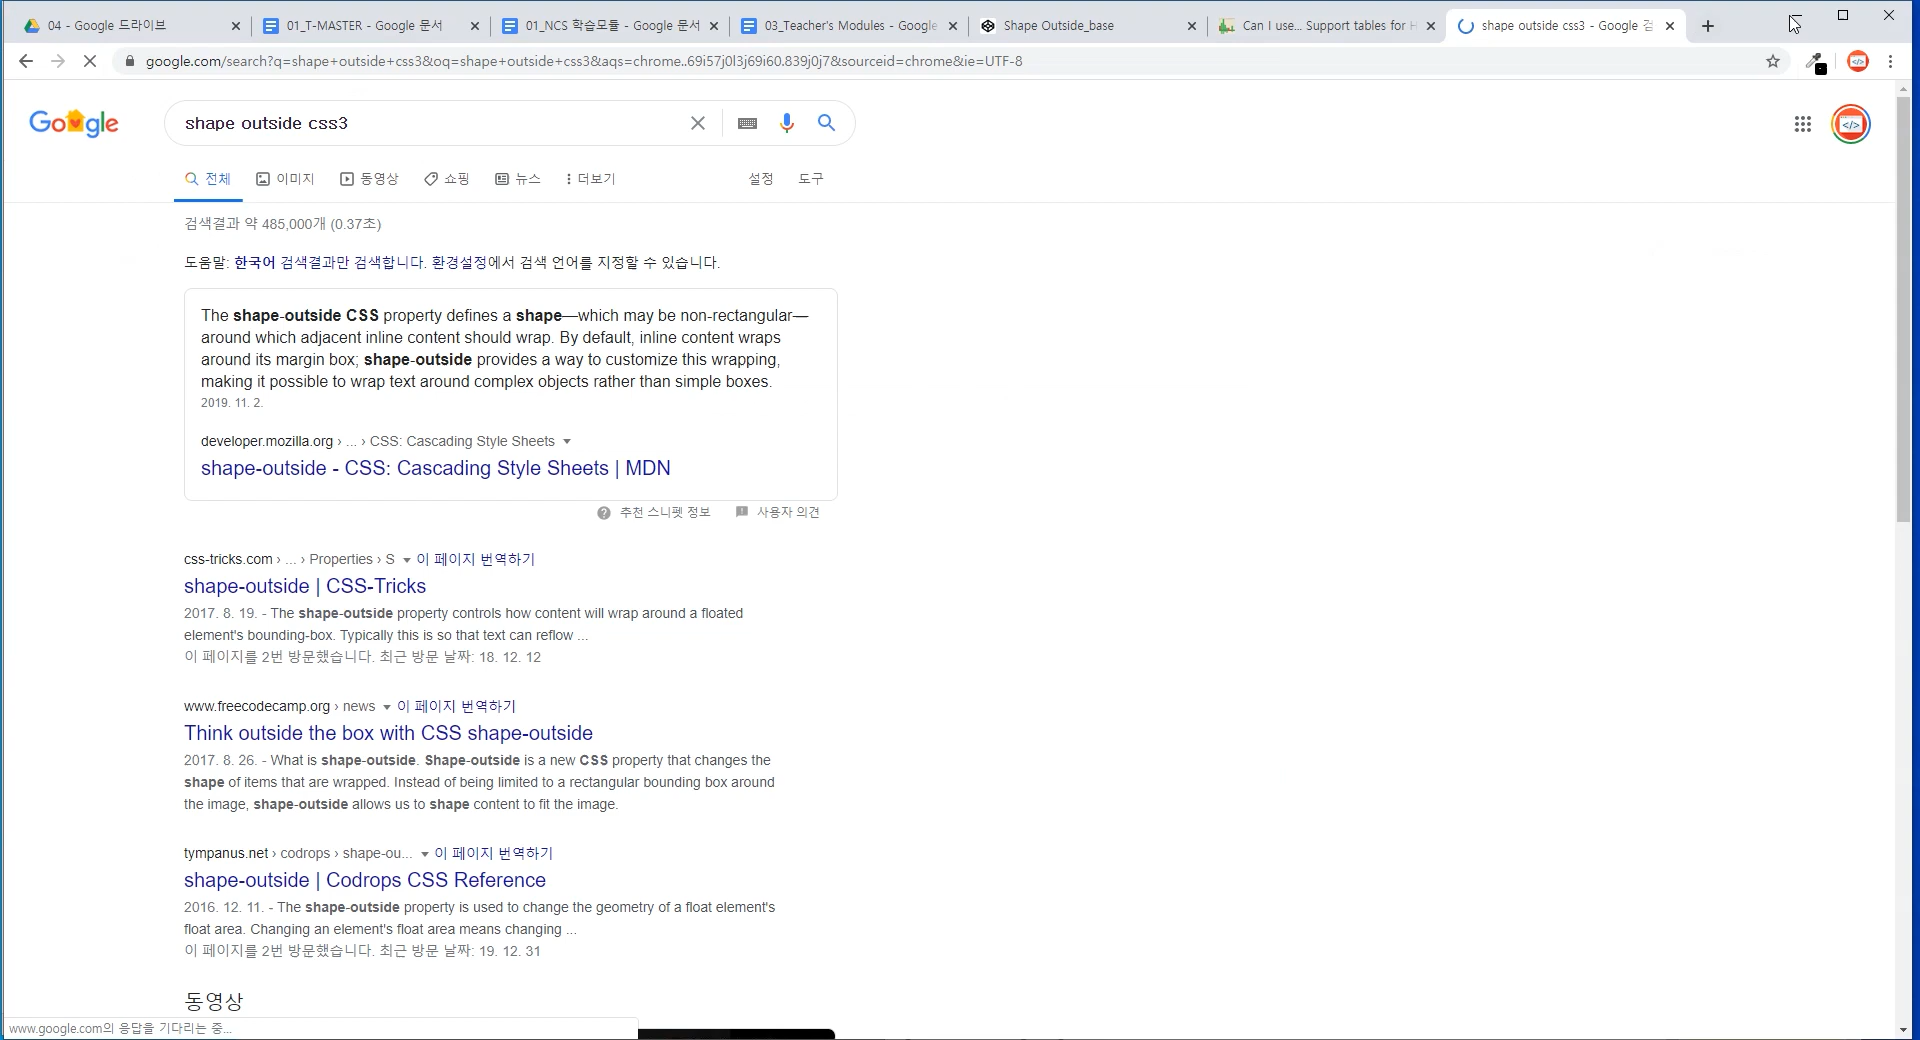 04 - Google 드라이브
01_T-MASTER - Google 문서
01_NCS 학습모듈 - Google 문서
03_Teacher's Modules - Google
Shape Outside_base
Can I use... Support tables for H
shape outside css3 - Google 검
google.com/search?q=shape+outside+css3&oq=shape+outside+css3&aqs=chrome..69i57j0l3j69i60.839j0j7&sourceid=chrome&ie=UTF-8
Google
shape outside css3
전체
이미지
동영상
쇼핑
뉴스
더보기
설정
도구
검색결과 약 485,000개 (0.37초)
도움말: 한국어 검색결과만 검색합니다. 환경설정에서 검색 언어를 지정할 수 있습니다.
The shape-outside CSS property defines a shape—which may be non-rectangular—
around which adjacent inline content should wrap. By default, inline content wraps
around its margin box; shape-outside provides a way to customize this wrapping,
making it possible to wrap text around complex objects rather than simple boxes.
2019. 11. 2.
developer.mozilla.org › ... › CSS: Cascading Style Sheets
shape-outside - CSS: Cascading Style Sheets | MDN
추천 스니펫 정보
사용자 의견
css-tricks.com › ... › Properties › S 이 페이지 번역하기
shape-outside | CSS-Tricks
2017. 8. 19. - The shape-outside property controls how content will wrap around a floated
element's bounding-box. Typically this is so that text can reflow ...
이 페이지를 2번 방문했습니다. 최근 방문 날짜: 18. 12. 12
www.freecodecamp.org › news 이 페이지 번역하기
Think outside the box with CSS shape-outside
2017. 8. 26. - What is shape-outside. Shape-outside is a new CSS property that changes the
shape of items that are wrapped. Instead of being limited to a rectangular bounding box around
the image, shape-outside allows us to shape content to fit the image.
tympanus.net › codrops › shape-ou... 이 페이지 번역하기
shape-outside | Codrops CSS Reference
2016. 12. 11. - The shape-outside property is used to change the geometry of a float element's
float area. Changing an element's float area means changing ...
이 페이지를 2번 방문했습니다. 최근 방문 날짜: 19. 12. 31
동영상
www.google.com의 응답을 기다리는 중...